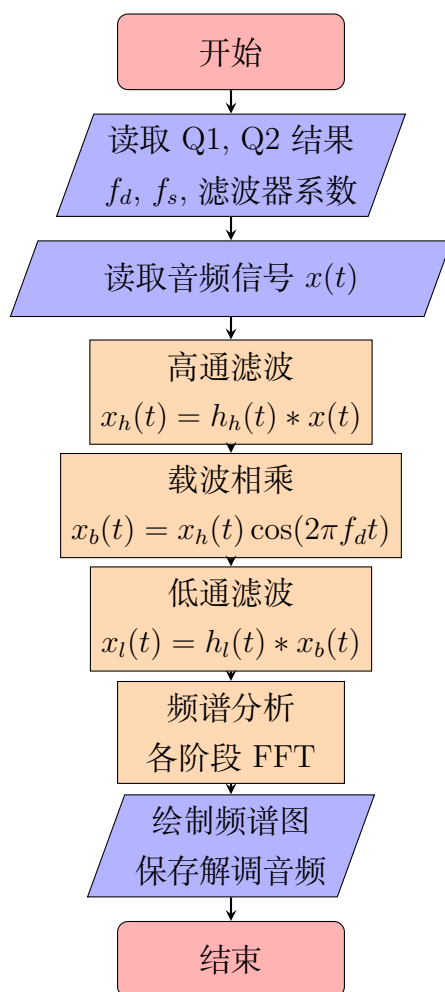 开始
读取 Q1, Q2 结果
f_d, f_s, 滤波器系数
读取音频信号 x(t)
高通滤波
x_h(t) = h_h(t) * x(t)
载波相乘
x_b(t) = x_h(t) cos(2πf_d t)
低通滤波
x_l(t) = h_l(t) * x_b(t)
频谱分析
各阶段 FFT
绘制频谱图
保存解调音频
结束